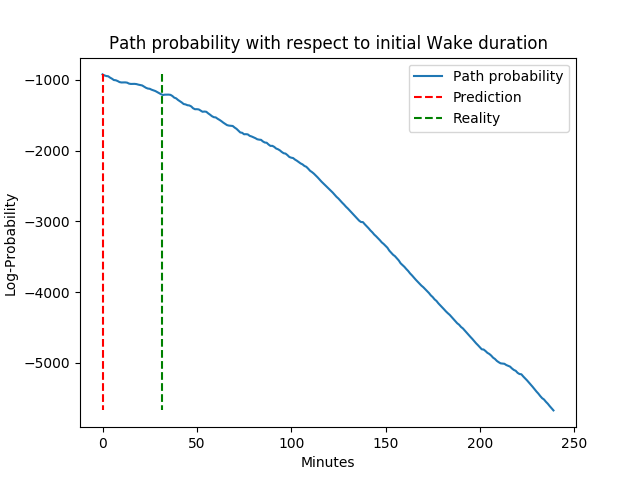 Path probability with respect to initial Wake duration
Path probability
Prediction
Reality
Log-Probability
−1000
−2000
−3000
−4000
−5000
0 50 100 150 200 250
Minutes